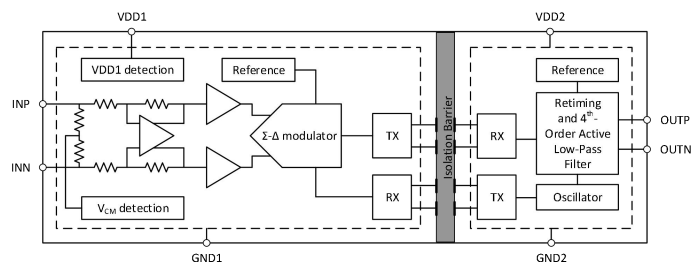 VDD1
VDD2
VDD1 detection
Reference
Reference
INP
INN
Σ-Δ modulator
TX
RX
Isolation Barrier
RX
TX
Retiming
and 4th-
Order Active
Low-Pass
Filter
Oscillator
OUTP
OUTN
VCM detection
GND1
GND2